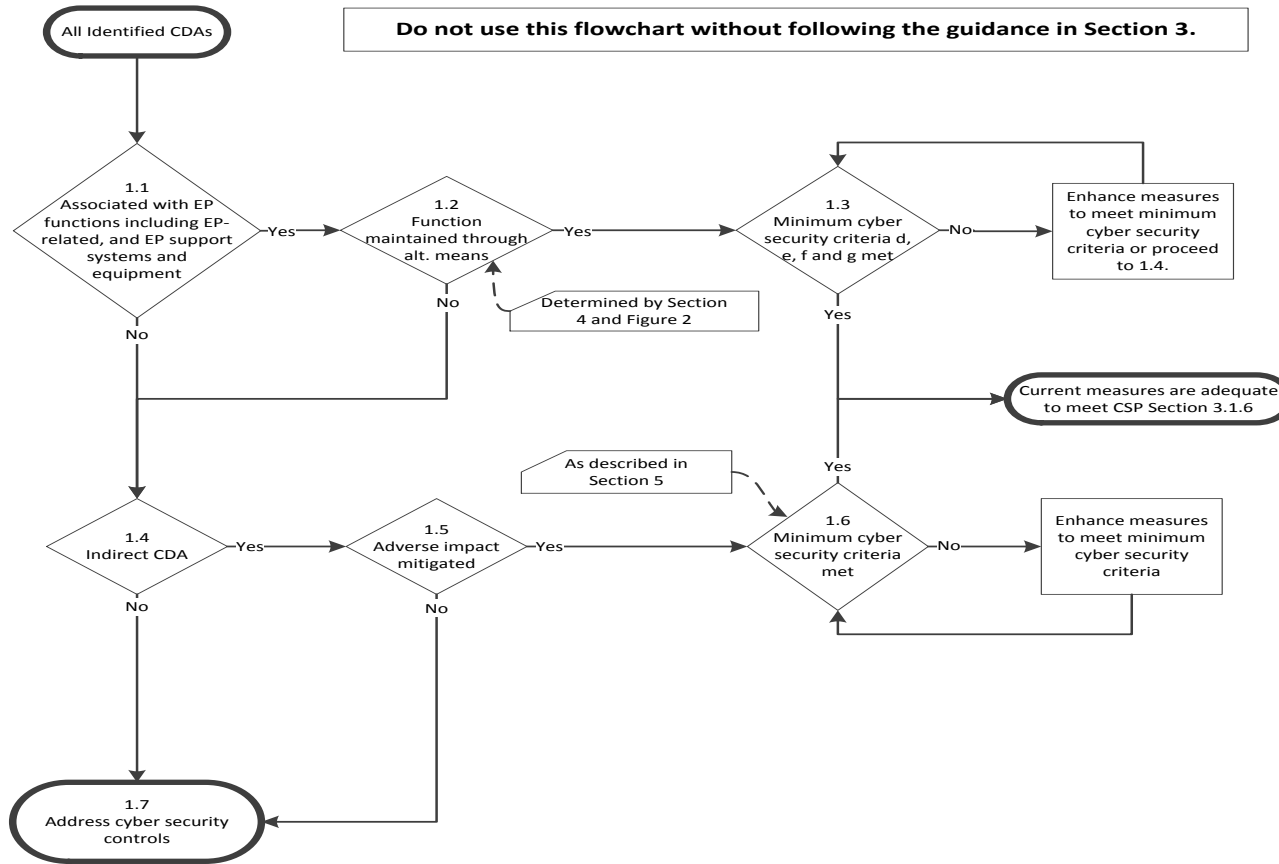 All Identified CDAs
Do not use this flowchart without following the guidance in Section 3.
1.1
Associated with EP
functions including EP-
related, and EP support
systems and
equipment
Yes
No
1.2
Function
maintained through
alt. means
Yes
No
Determined by Section
4 and Figure 2
1.3
Minimum cyber
security criteria d,
e, f and g met
No
Yes
Enhance measures
to meet minimum
cyber security
criteria or proceed
to 1.4.
Current measures are adequate
to meet CSP Section 3.1.6
As described in
Section 5
1.4
Indirect CDA
Yes
No
1.5
Adverse impact
mitigated
Yes
No
Yes
1.6
Minimum cyber
security criteria
met
No
Enhance measures
to meet minimum
cyber security
criteria
1.7
Address cyber security
controls